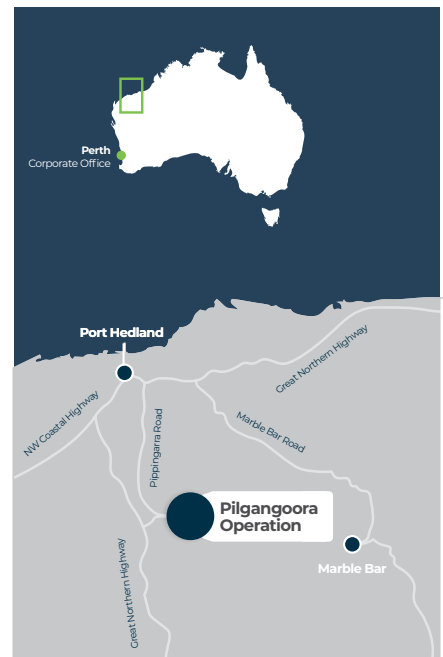 Perth
Corporate Office
Port Hedland
Great Northern Highway
NW Coastal Highway
Pippingarra Road
Marble Bar Road
Pilgangoora
Operation
Marble Bar
Great Northern Highway